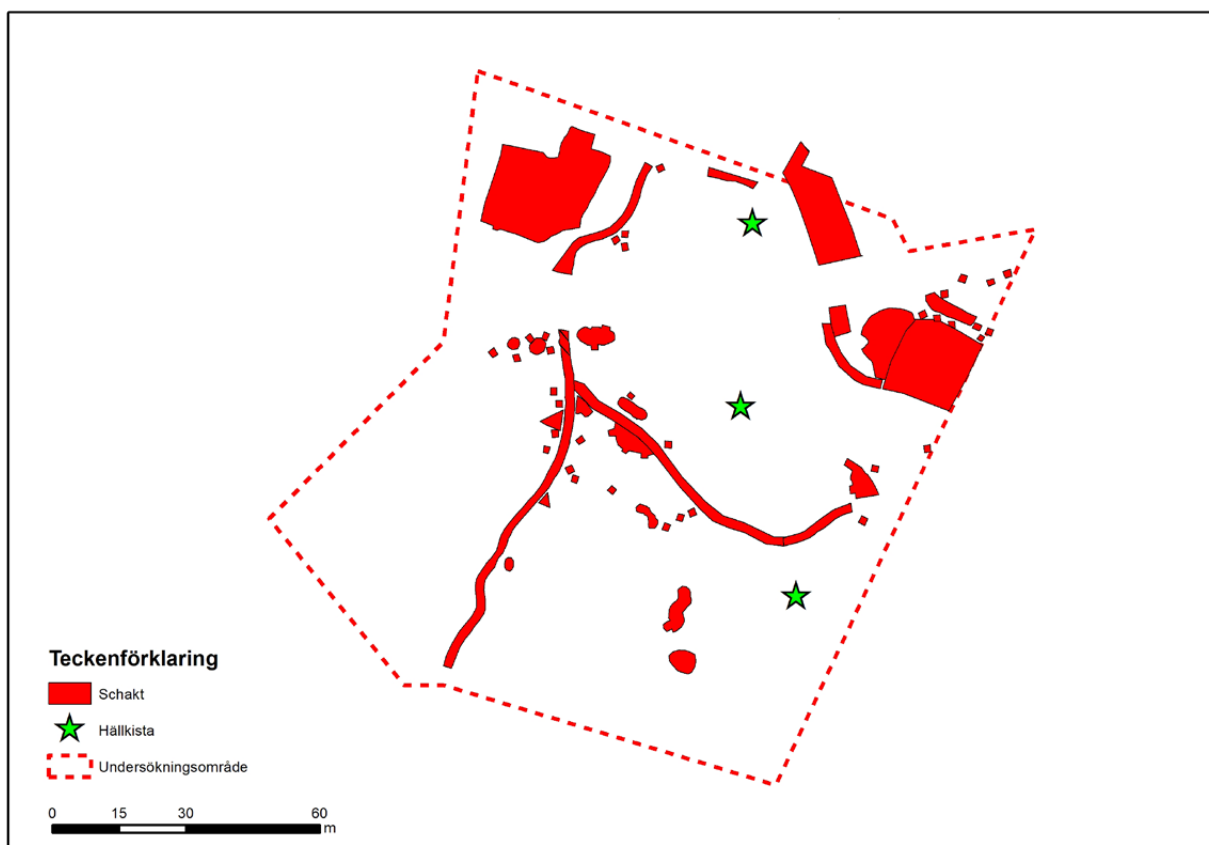 Teckenförklaring
Schakt
Hällkista
Undersökningsområde
0 15 30 60
m